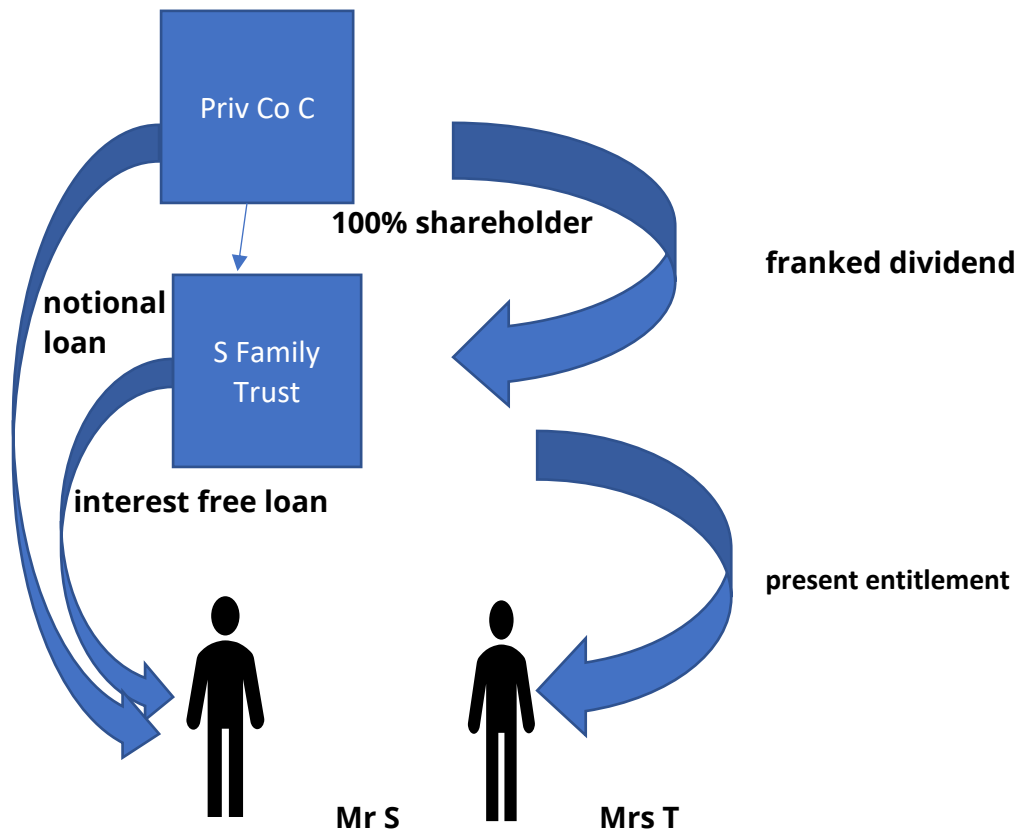 Priv Co C
100% shareholder
franked dividend
notional
loan
S Family
Trust
interest free loan
present entitlement
Mr S
Mrs T